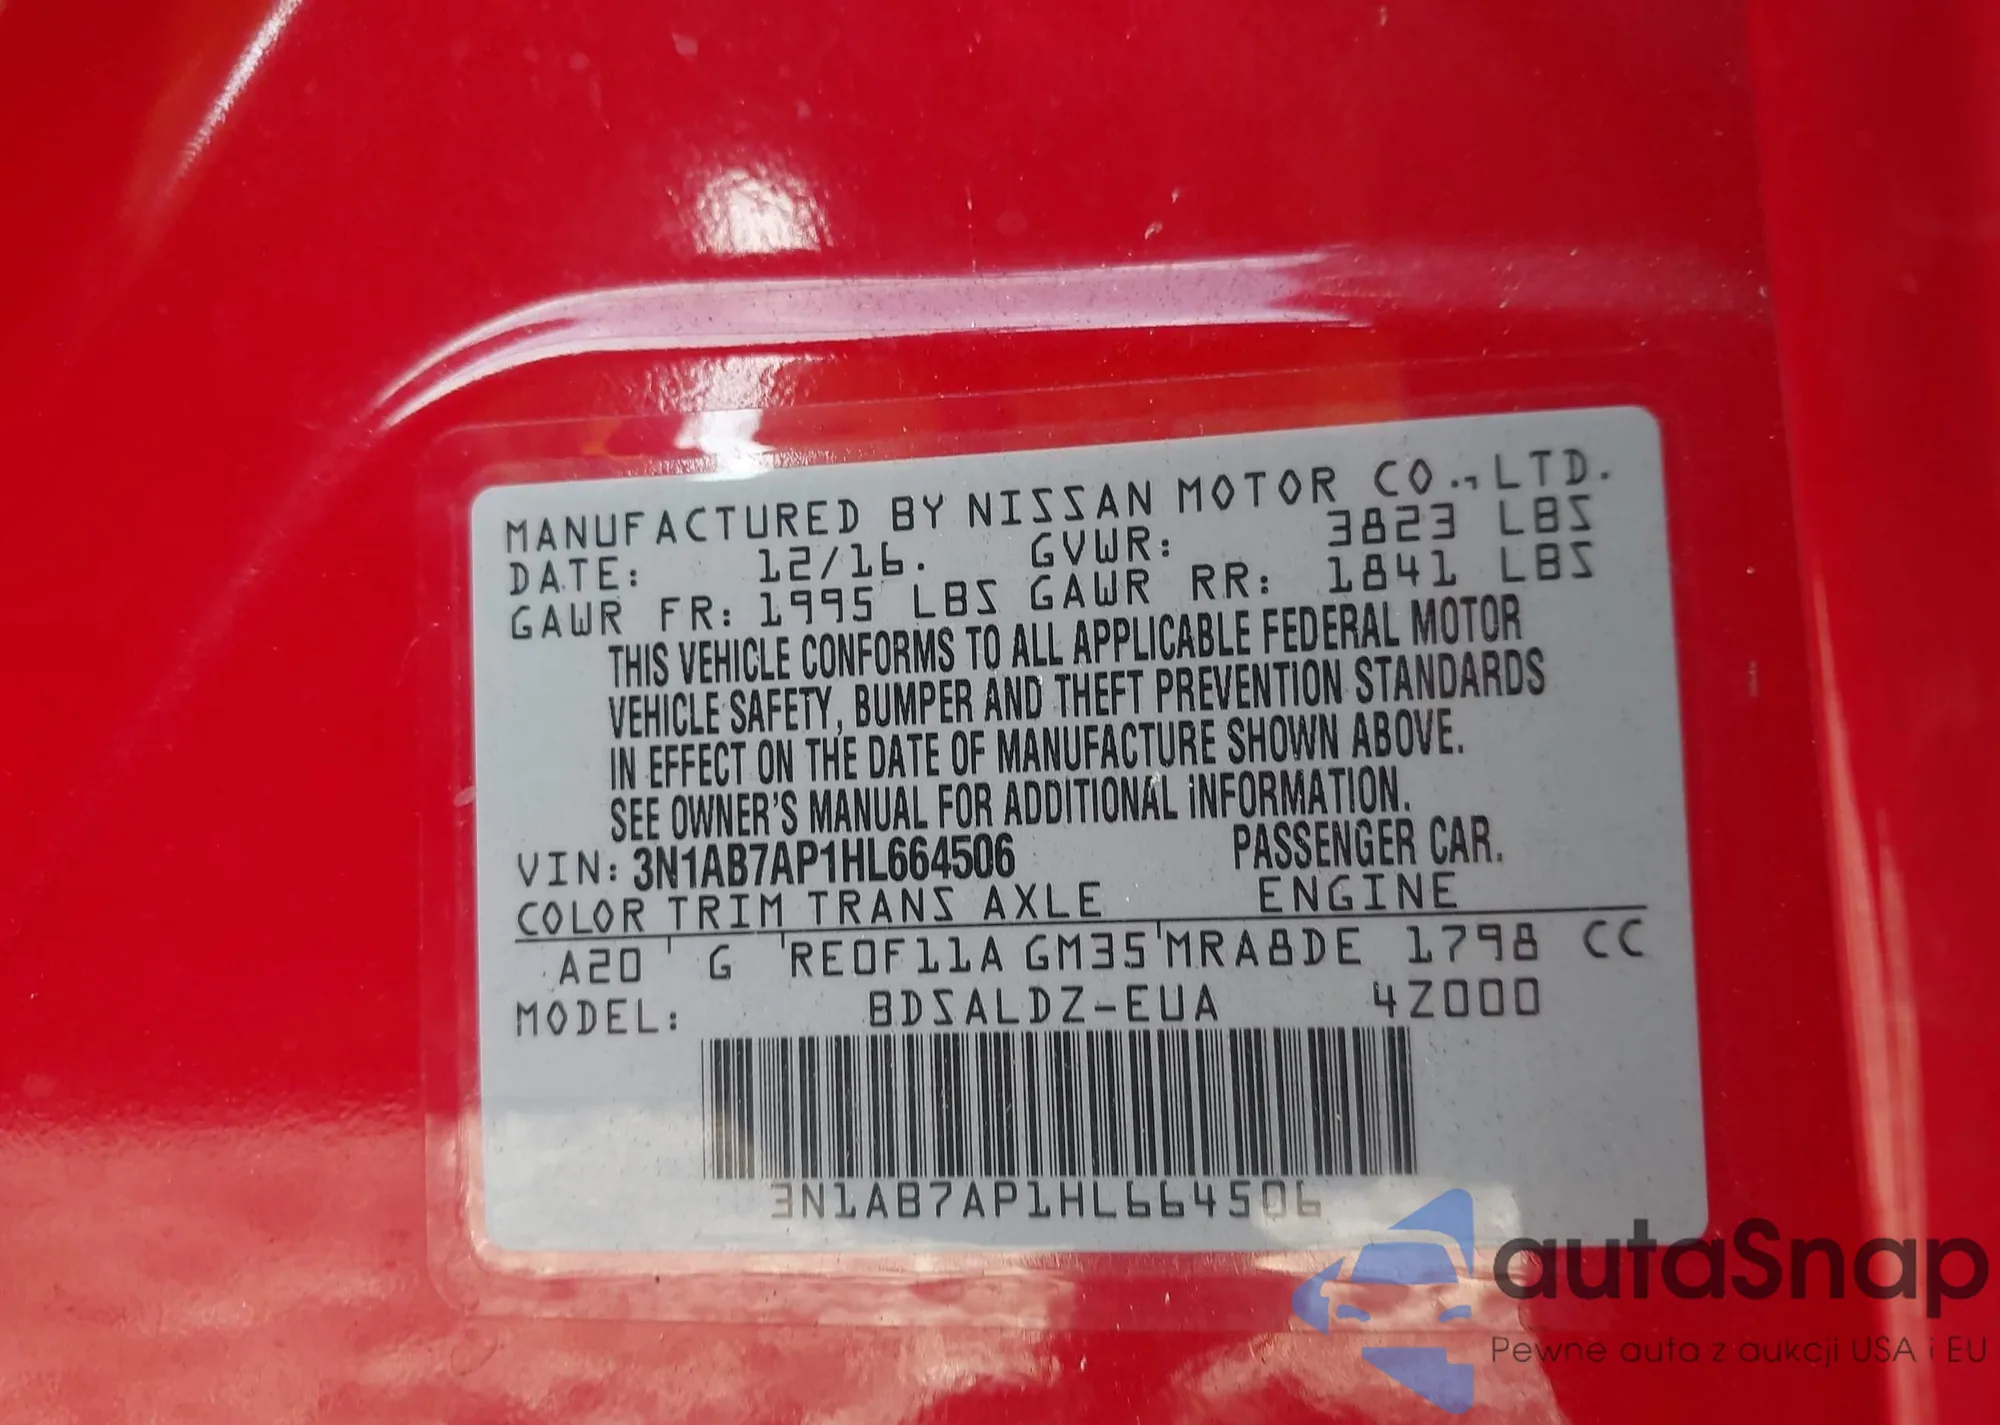 MANUFACTURED BY NISSAN MOTOR CO., LTD.
DATE: 12/16. GVWR: 3823 LBS
GAWR FR: 1995 LBS GAWR RR: 1841 LBS
THIS VEHICLE CONFORMS TO ALL APPLICABLE FEDERAL MOTOR
VEHICLE SAFETY, BUMPER AND THEFT PREVENTION STANDARDS
IN EFFECT ON THE DATE OF MANUFACTURE SHOWN ABOVE.
SEE OWNER'S MANUAL FOR ADDITIONAL INFORMATION.
VIN: 3N1AB7AP1HL664506 PASSENGER CAR.
COLOR TRIM TRANS AXLE ENGINE
A20 G RE0F11A GM35 MRA8DE 1798 CC
MODEL: BDSALDZ-EUA 4Z000
3N1AB7AP1HL664506
autaSnap
Pewne auta z aukcji USA i EU